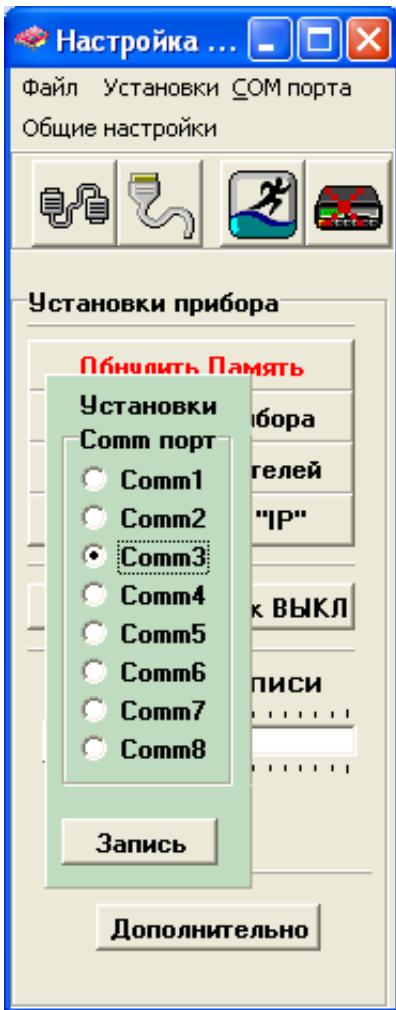 Настройка ...
Файл Установки COM порта
Общие настройки
Установки прибора
Обнулить Память
Установки
Comm порт
Comm1
Comm2
Comm3
Comm4
Comm5
Comm6
Comm7
Comm8
Запись
ибора
телей
"IP"
к ВЫКЛ
писи
Дополнительно